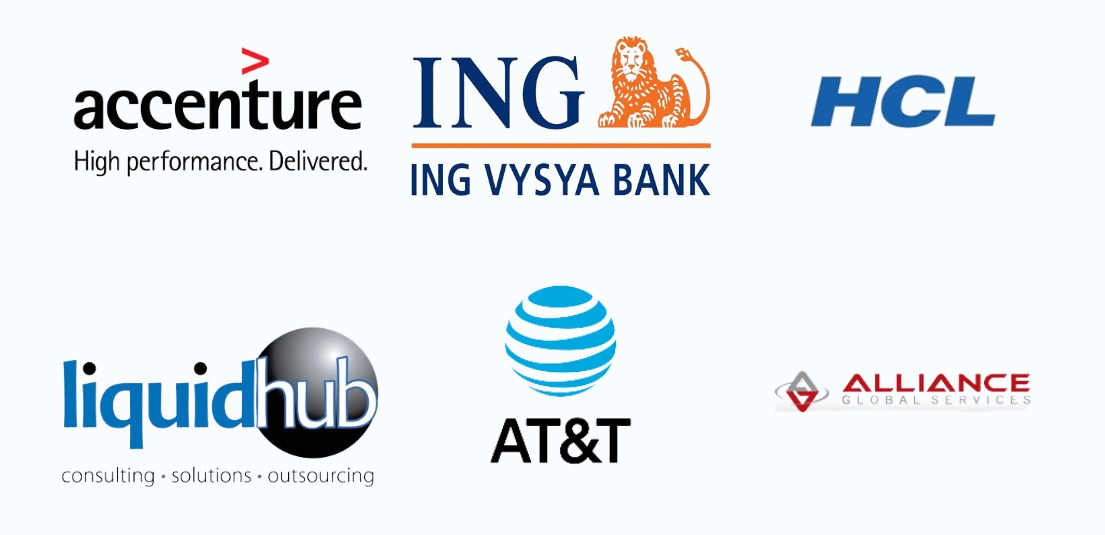 accenture
High performance. Delivered.
ING
ING VYSYA BANK
HCL
liquidhub
consulting · solutions · outsourcing
AT&T
ALLIANCE
GLOBAL SERVICES